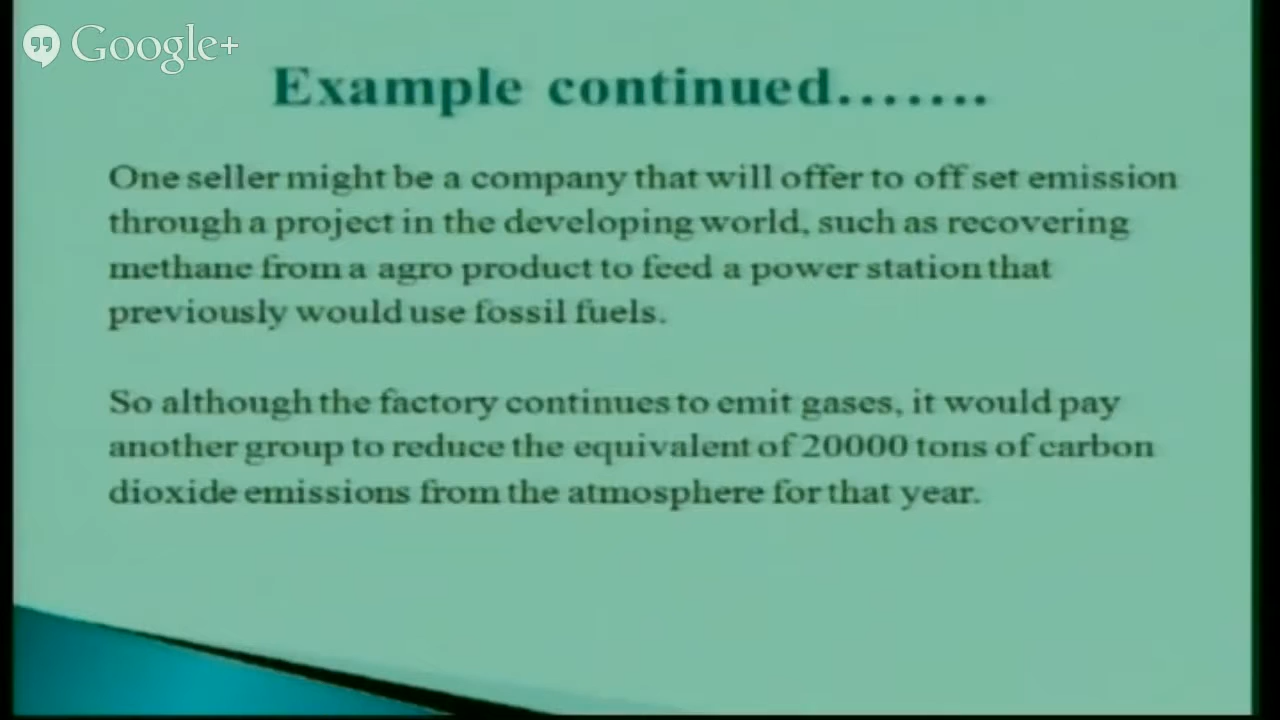 Google+
Example continued.......
One seller might be a company that will offer to off set emission
through a project in the developing world, such as recovering
methane from a agro product to feed a power station that
previously would use fossil fuels.
So although the factory continues to emit gases, it would pay
another group to reduce the equivalent of 20000 tons of carbon
dioxide emissions from the atmosphere for that year.